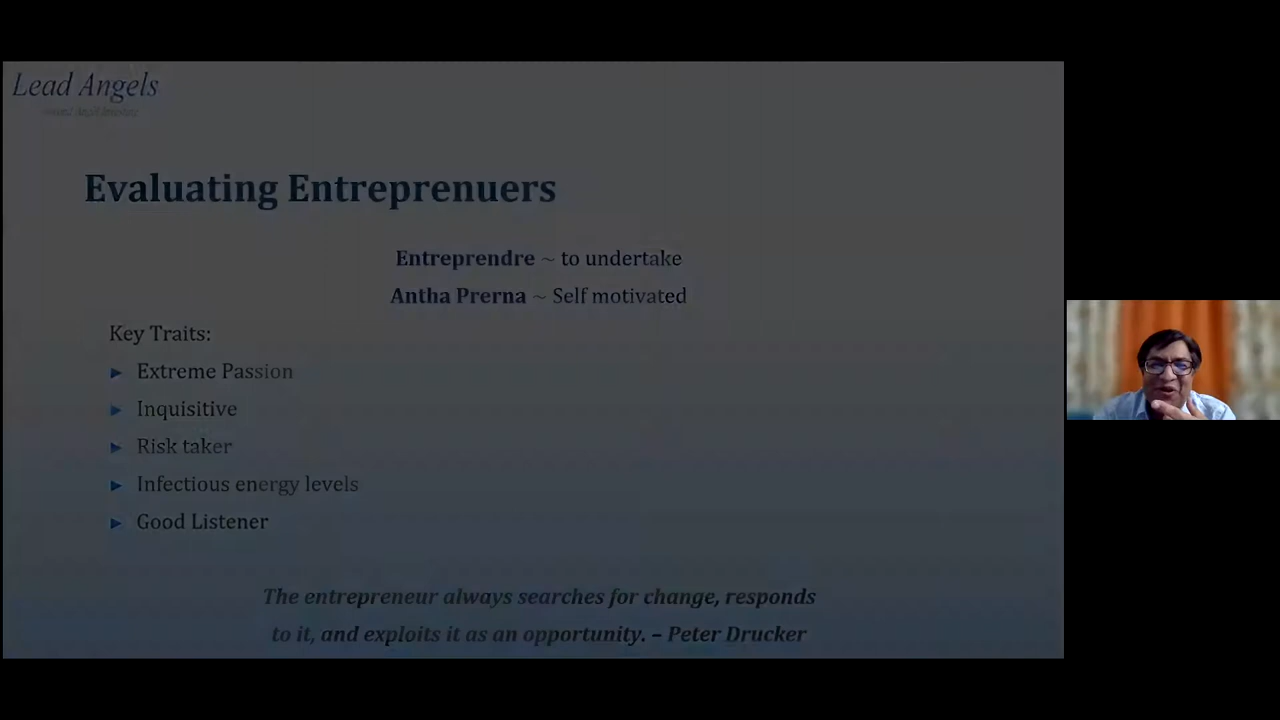 Lead Angels
Evaluating Entreprenuers
Entreprendre ~ to undertake
Antha Prerna ~ Self motivated
Key Traits:
► Extreme Passion
► Inquisitive
► Risk taker
► Infectious energy levels
► Good Listener
The entrepreneur always searches for change, responds
to it, and exploits it as an opportunity. – Peter Drucker